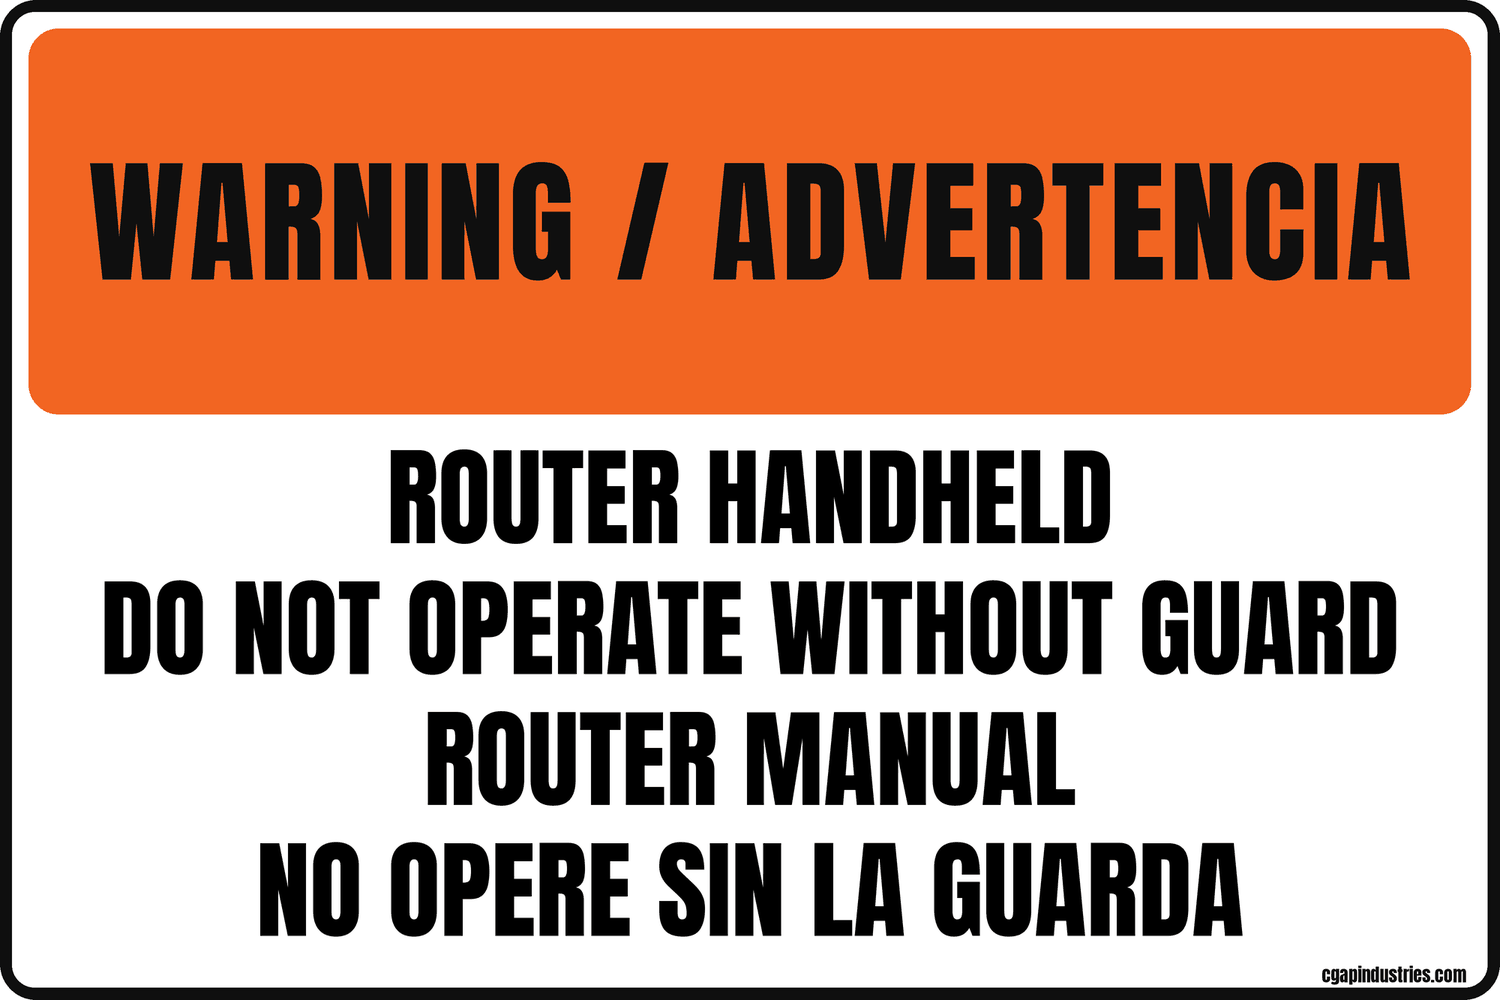 WARNING / ADVERTENCIA
ROUTER HANDHELD
DO NOT OPERATE WITHOUT GUARD
ROUTER MANUAL
NO OPERE SIN LA GUARDA
cgapindustries.com